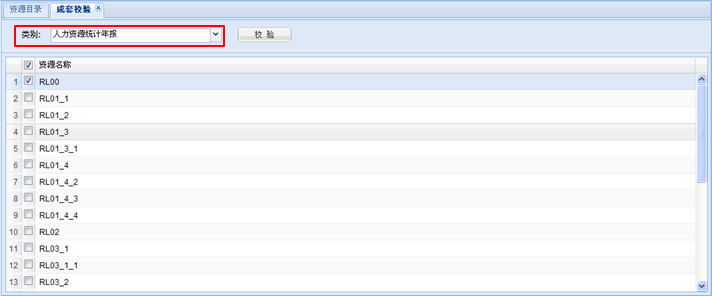 资源目录 成套校验
类别: 人力资源统计年报 校 验
资源名称
1 RL00
2 RL01_1
3 RL01_2
4 RL01_3
5 RL01_3_1
6 RL01_4
7 RL01_4_2
8 RL01_4_3
9 RL01_4_4
10 RL02
11 RL03_1
12 RL03_1_1
13 RL03_2